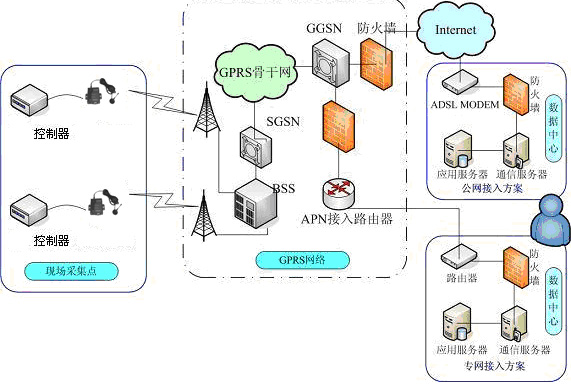 控制器
控制器
现场采集点
GPRS骨干网
GGSN
防火墙
SGSN
BSS
APN接入路由器
GPRS网络
Internet
ADSL MODEM
防火墙
数据中心
应用服务器
通信服务器
公网接入方案
路由器
防火墙
数据中心
应用服务器
通信服务器
专网接入方案